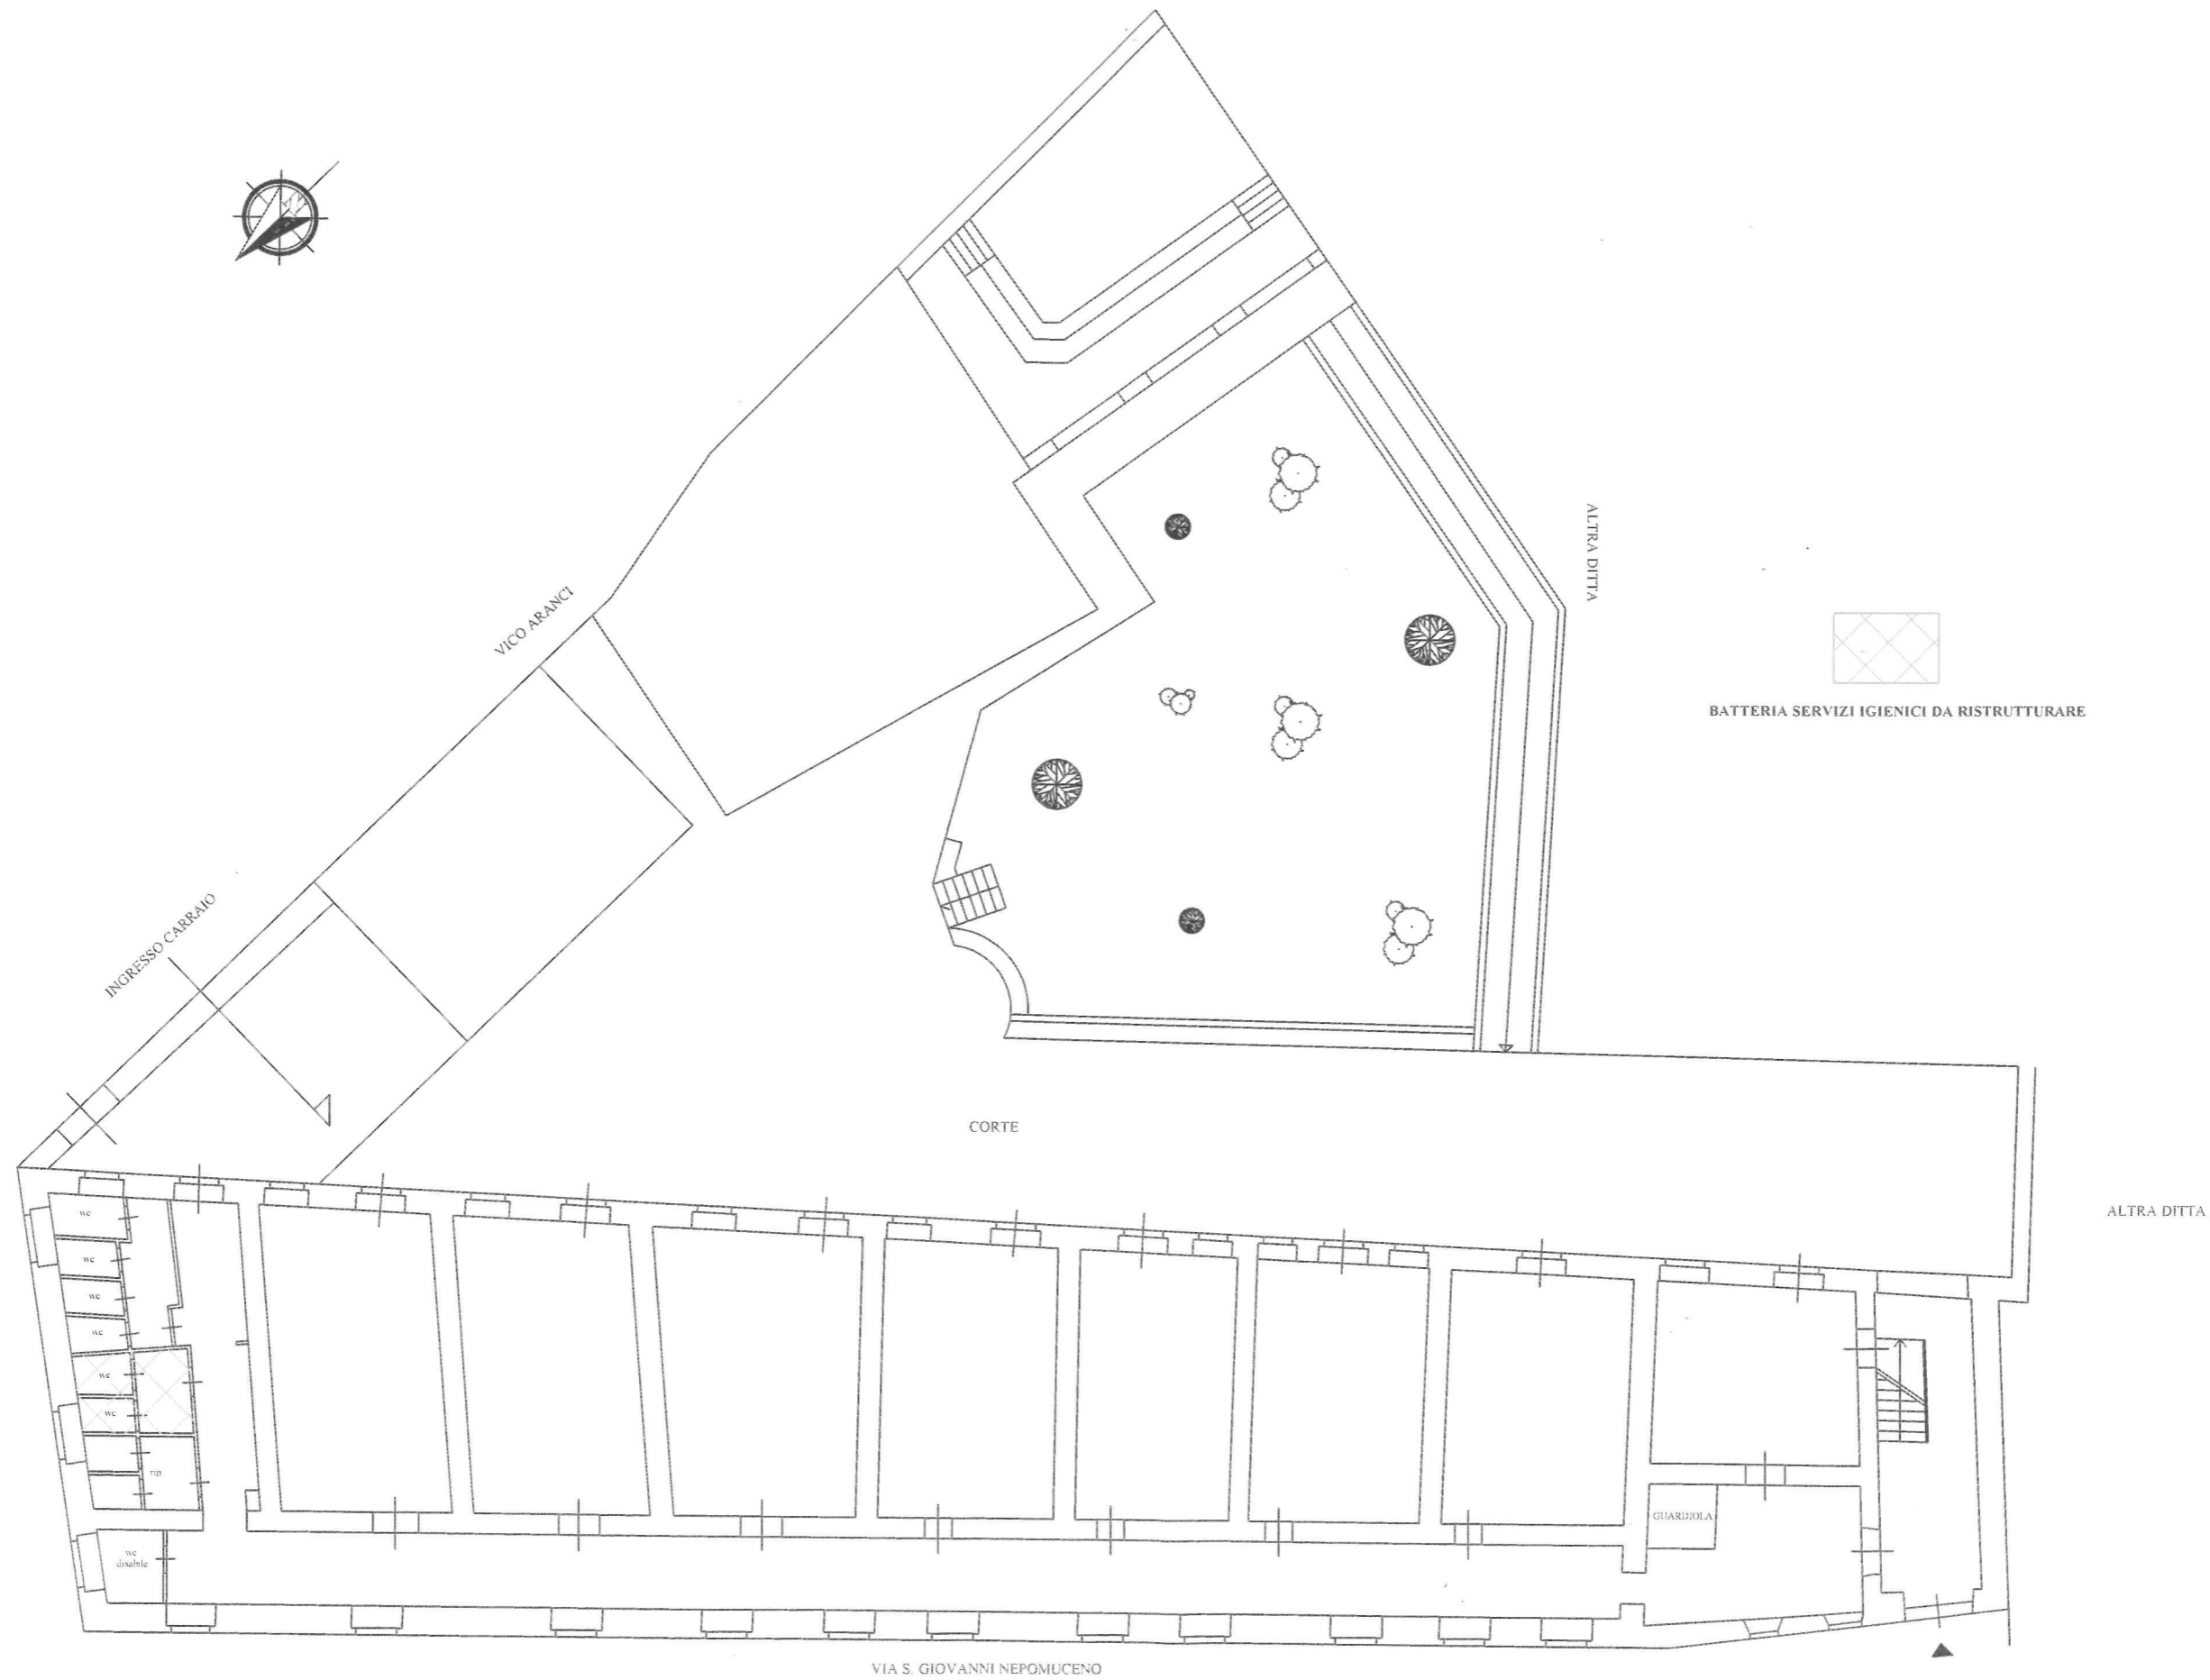 N
ALTRA DITTA
VICO ARANCI
BATTERIA SERVIZI IGIENICI DA RISTRUTTURARE
INGRESSO CARRAIO
CORTE
ALTRA DITTA
wc
wc
wc
wc
wc
wc
rip.
GUARDIOLA
wc
disabile
VIA S. GIOVANNI NEPOMUCENO